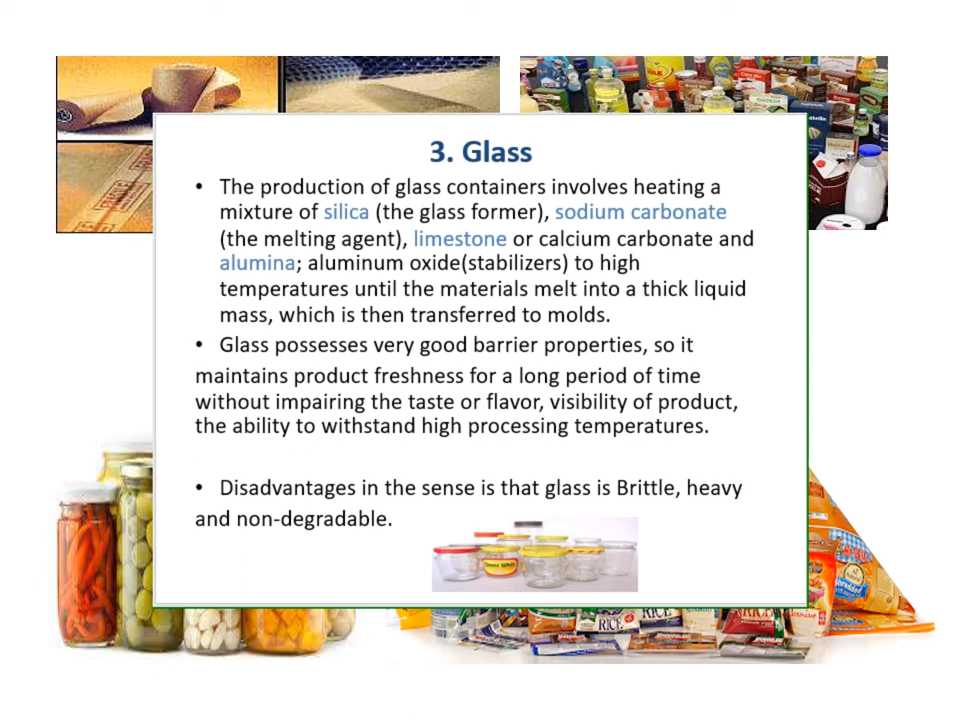 3. Glass
• The production of glass containers involves heating a
mixture of silica (the glass former), sodium carbonate
(the melting agent), limestone or calcium carbonate and
alumina; aluminum oxide(stabilizers) to high
temperatures until the materials melt into a thick liquid
mass, which is then transferred to molds.
• Glass possesses very good barrier properties, so it
maintains product freshness for a long period of time
without impairing the taste or flavor, visibility of product,
the ability to withstand high processing temperatures.
• Disadvantages in the sense is that glass is Brittle, heavy
and non-degradable.
RICE
RICE